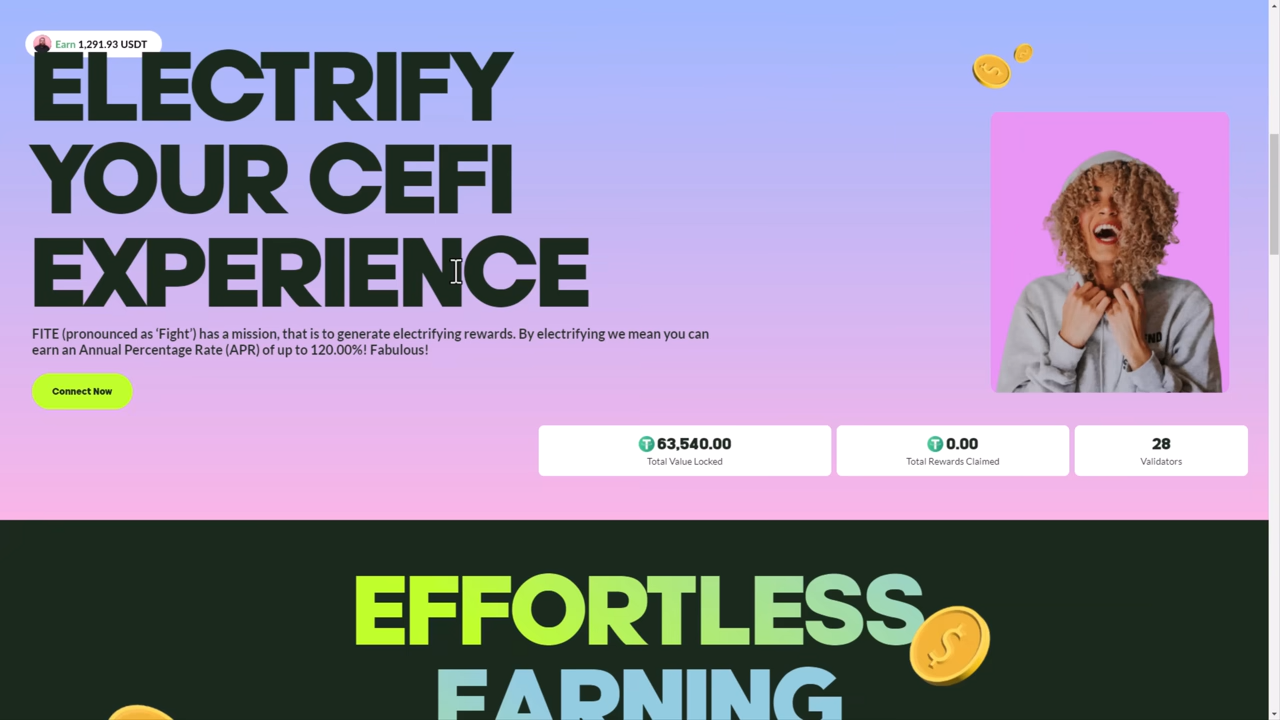 Earn 1,291.93 USDT
ELECTRIFY
YOUR CEFI
EXPERIENCE
FITE (pronounced as ‘Fight’) has a mission, that is to generate electrifying rewards. By electrifying we mean you can
earn an Annual Percentage Rate (APR) of up to 120.00%! Fabulous!
Connect Now
63,540.00
Total Value Locked
0.00
Total Rewards Claimed
28
Validators
EFFORTLESS
EARNING